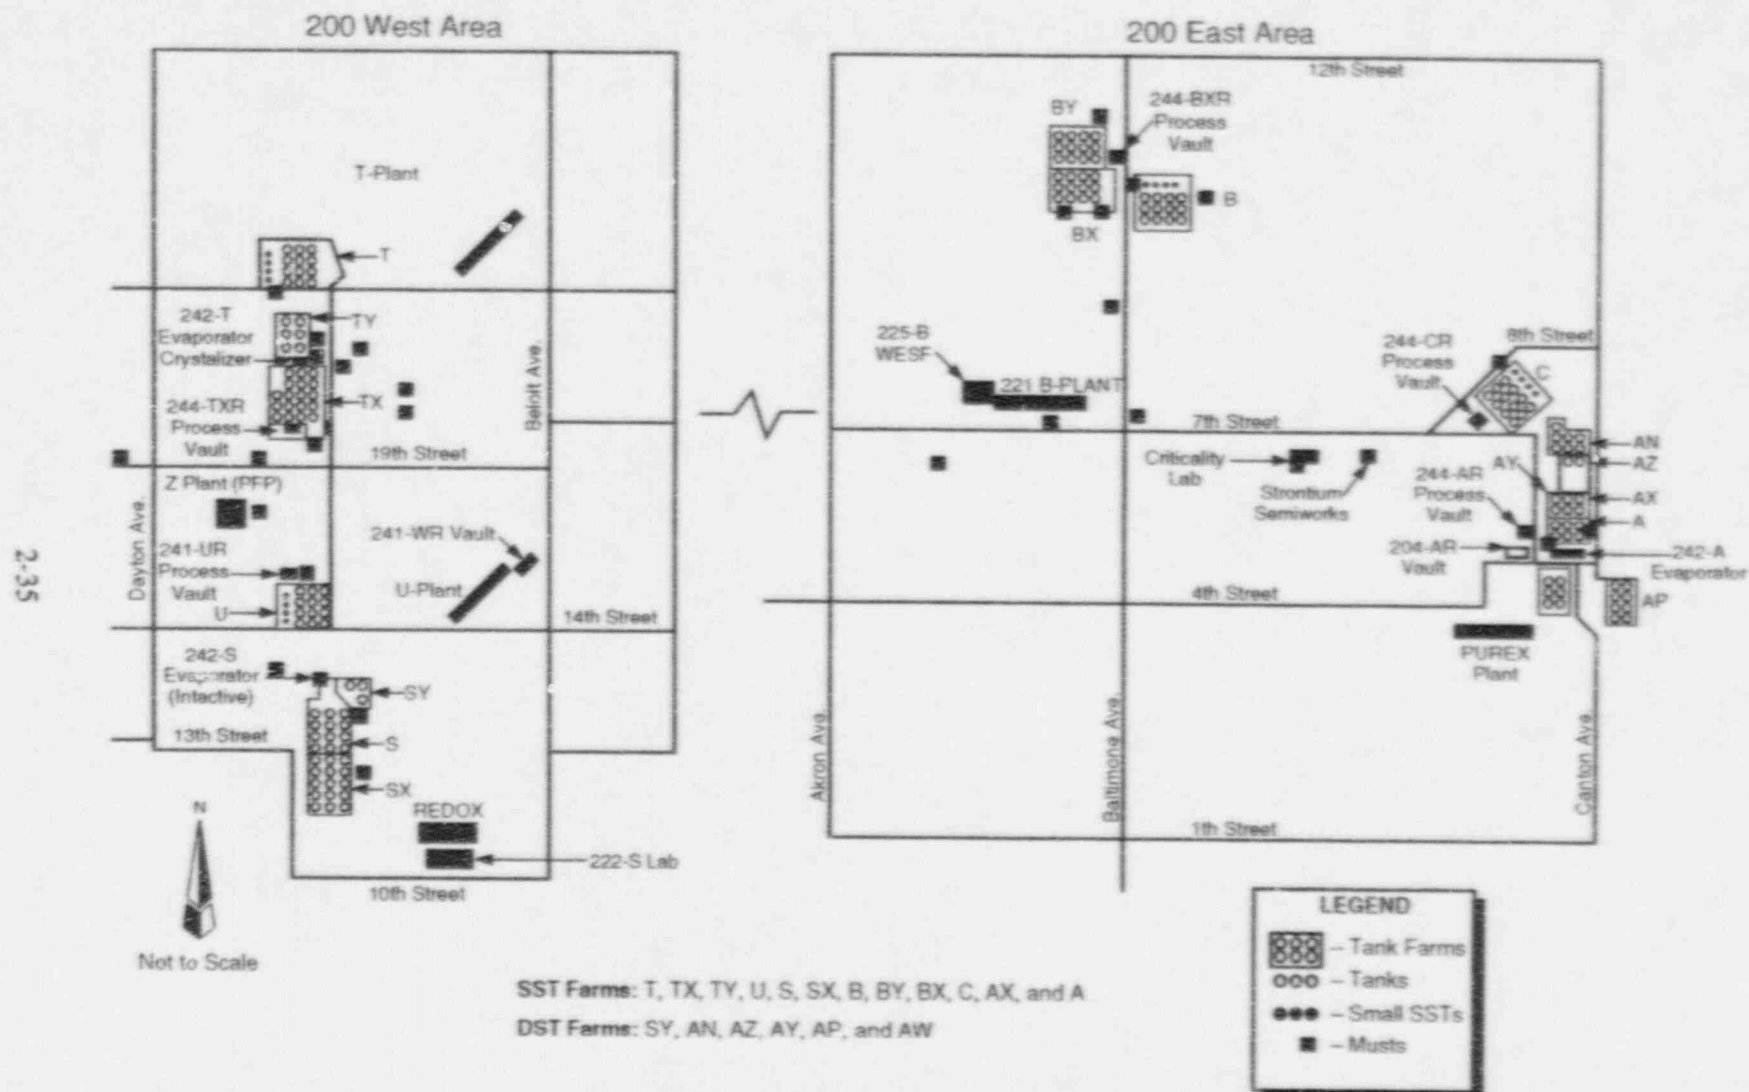 200 West Area
T-Plant
T
242-T
Evaporator
Crystalizer
TY
244-TXR
Process
Vault
TX
Beloit Ave.
19th Street
Z Plant (PFP)
Dayton Ave.
241-WR Vault
241-UR
Process
Vault
U-Plant
U
14th Street
242-S
Evaporator
(Intactive)
SY
13th Street
S
SX
REDOX
222-S Lab
10th Street
N
Not to Scale
2-35
200 East Area
12th Street
BY
244-BXR
Process
Vault
B
BX
225-B
WESF
221 B-PLANT
244-CR
Process
Vault
8th Street
C
7th Street
Criticality
Lab
Strontium
Semiworks
AY
244-AR
Process
Vault
AN
AZ
AX
A
204-AR
Vault
242-A
Evaporator
4th Street
AP
PUREX
Plant
Akron Ave.
Baltimone Ave.
Canton Ave.
1th Street
LEGEND
– Tank Farms
– Tanks
– Small SSTs
– Musts
SST Farms: T, TX, TY, U, S, SX, B, BY, BX, C, AX, and A
DST Farms: SY, AN, AZ, AY, AP, and AW